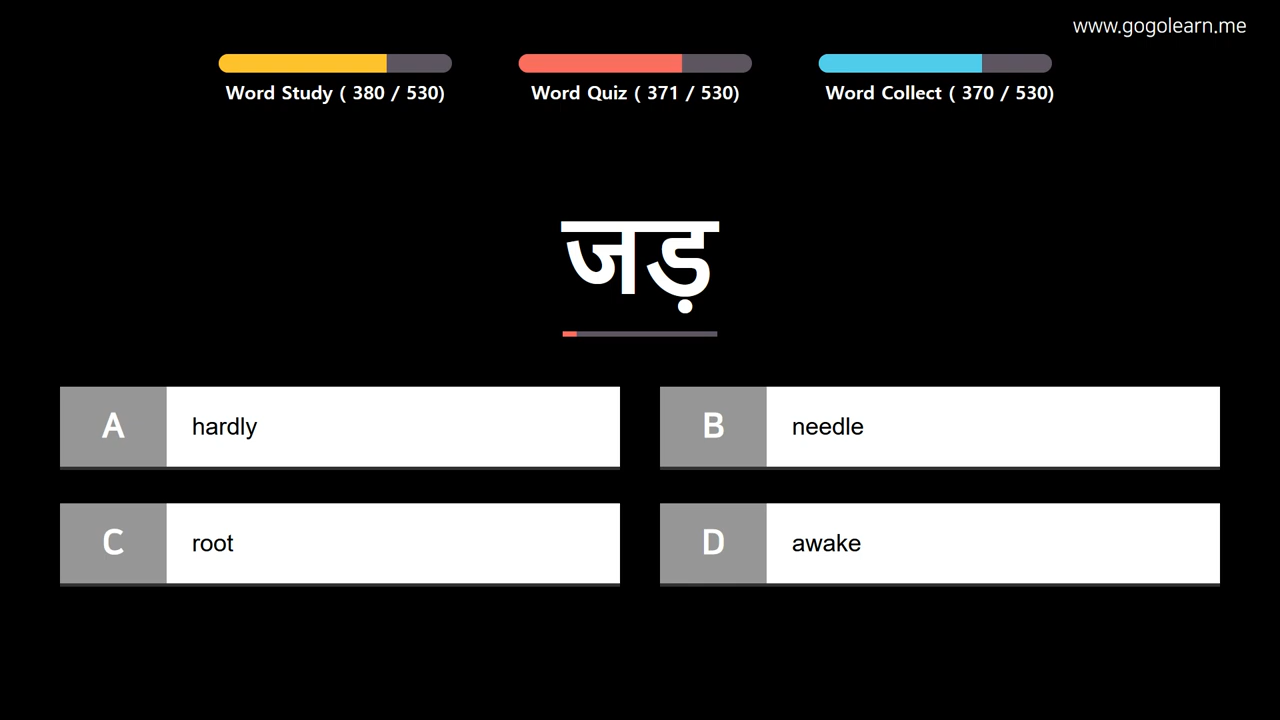 www.gogolearn.me
Word Study ( 380 / 530)
Word Quiz ( 371 / 530)
Word Collect ( 370 / 530)
जड़
A hardly
B needle
C root
D awake